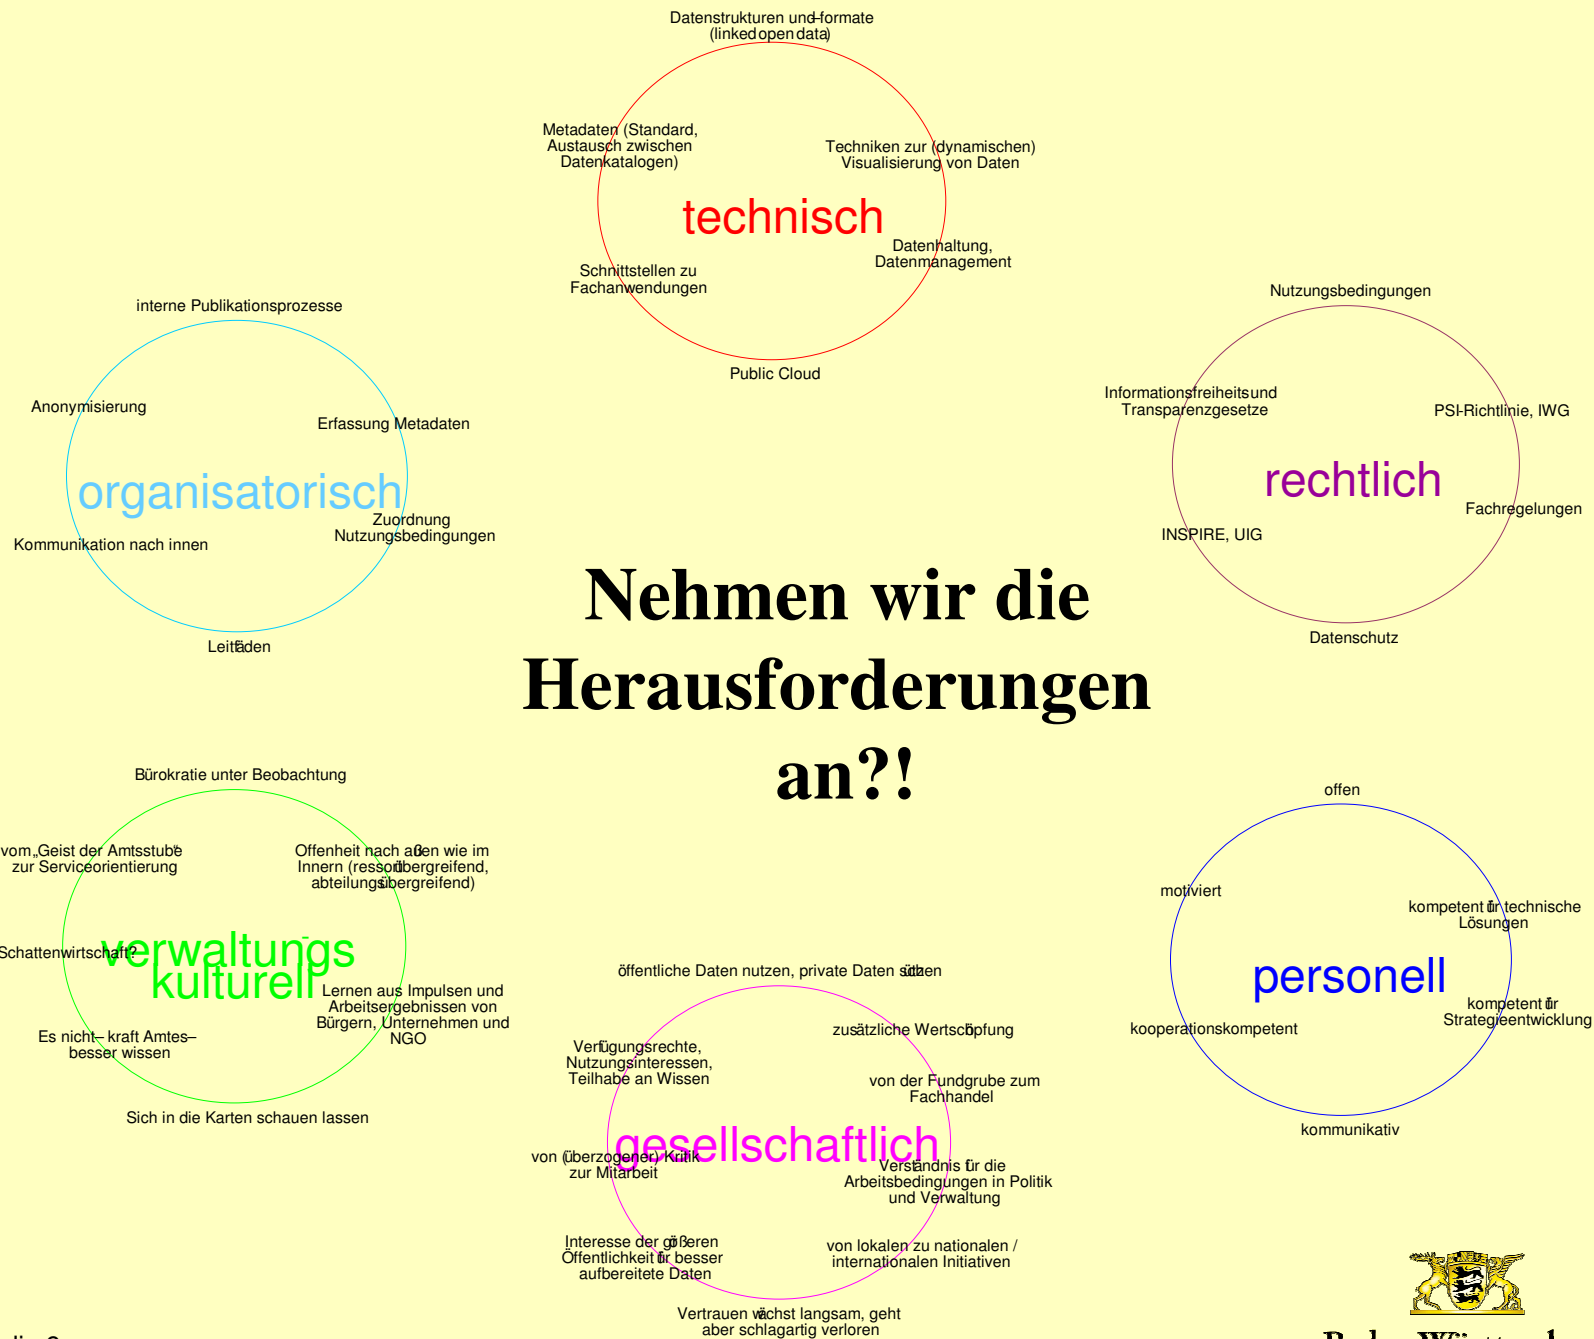 Datenstrukturen und -formate
(linked open data)
Metadaten (Standard,
Austausch zwischen
Datenkatalogen)
Techniken zur (dynamischen)
Visualisierung von Daten
technisch
Datenhaltung,
Datenmanagement
Schnittstellen zu
Fachanwendungen
Public Cloud
interne Publikationsprozesse
Anonymisierung
Erfassung Metadaten
organisatorisch
Zuordnung
Nutzungsbedingungen
Kommunikation nach innen
Leitfäden
Nutzungsbedingungen
Informationsfreiheits und
Transparenzgesetze
PSI-Richtlinie, IWG
rechtlich
Fachregelungen
INSPIRE, UIG
Datenschutz
Nehmen wir die
Herausforderungen
an?!
Bürokratie unter Beobachtung
vom „Geist der Amtsstube“
zur Serviceorientierung
Offenheit nach außen wie im
Innern (ressortübergreifend,
abteilungsübergreifend)
Schattenwirtschaft?
verwaltungs-
kulturell
Lernen aus Impulsen und
Arbeitsergebnissen von
Bürgern, Unternehmen und
NGO
Es nicht – kraft Amtes –
besser wissen
Sich in die Karten schauen lassen
offen
motiviert
kompetent für technische
Lösungen
personell
kompetent für
Strategieentwicklung
kooperationskompetent
kommunikativ
öffentliche Daten nutzen, private Daten schützen
zusätzliche Wertschöpfung
Verfügungsrechte,
Nutzungsinteressen,
Teilhabe an Wissen
von der Fundgrube zum
Fachhandel
gesellschaftlich
von (überzogener) Kritik
zur Mitarbeit
Verständnis für die
Arbeitsbedingungen in Politik
und Verwaltung
Interesse der größeren
Öffentlichkeit für besser
aufbereitete Daten
von lokalen zu nationalen /
internationalen Initiativen
Vertrauen wächst langsam, geht
aber schlagartig verloren